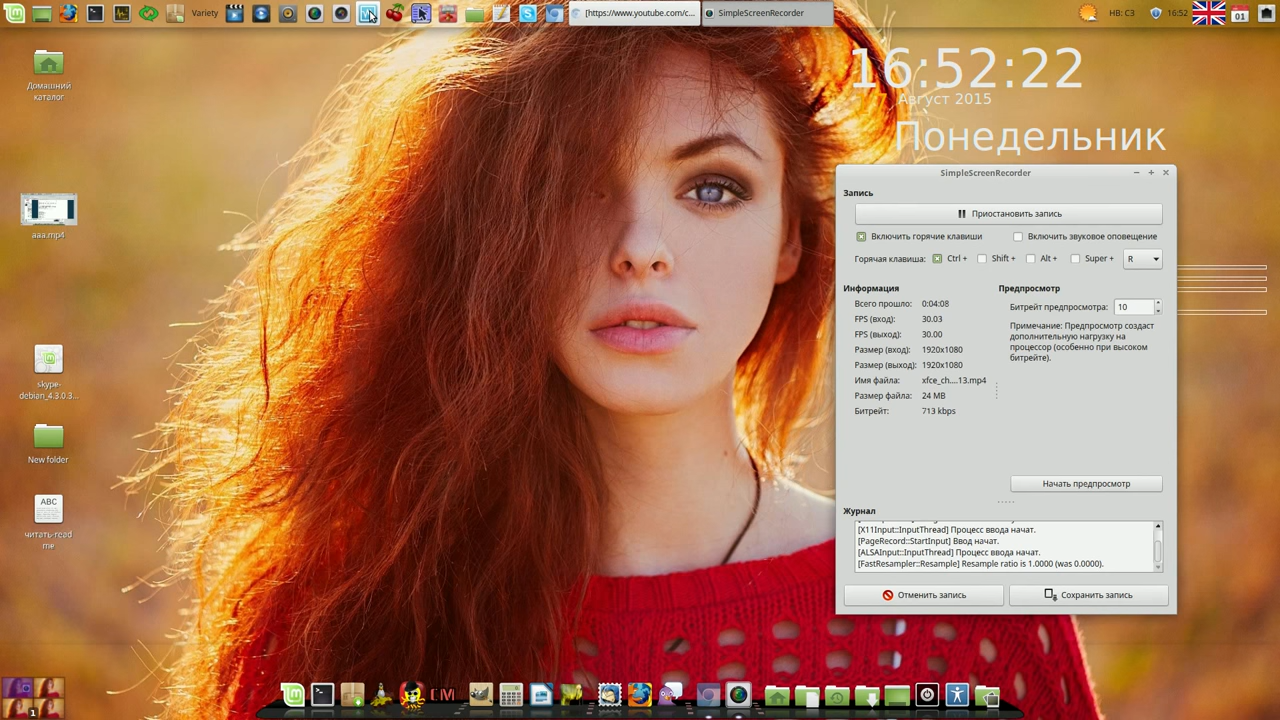 Variety
[https://www.youtube.com/c...
SimpleScreenRecorder
НВ: СЗ
16:52
01
16:52:22
Август 2015
Понедельник
Домашний
каталог
aaa.mp4
skype-
debian_4.3.0.3...
New folder
ABC
читать-read
me
SimpleScreenRecorder
Запись
Приостановить запись
Включить горячие клавиши
Включить звуковое оповещение
Горячая клавиша:
Ctrl +
Shift +
Alt +
Super +
R
Информация
Всего прошло: 0:04:08
FPS (вход): 30.03
FPS (выход): 30.00
Размер (вход): 1920x1080
Размер (выход): 1920x1080
Имя файла: xfce_ch....13.mp4
Размер файла: 24 MB
Битрейт: 713 kbps
Предпросмотр
Битрейт предпросмотра: 10
Примечание: Предпросмотр создаст
дополнительную нагрузку на
процессор (особенно при высоком
битрейте).
Начать предпросмотр
Журнал
[X11Input::InputThread] Процесс ввода начат.
[PageRecord::StartInput] Ввод начат.
[ALSAInput::InputThread] Процесс ввода начат.
[FastResampler::Resample] Resample ratio is 1.0000 (was 0.0000).
Отменить запись
Сохранить запись
1
CM